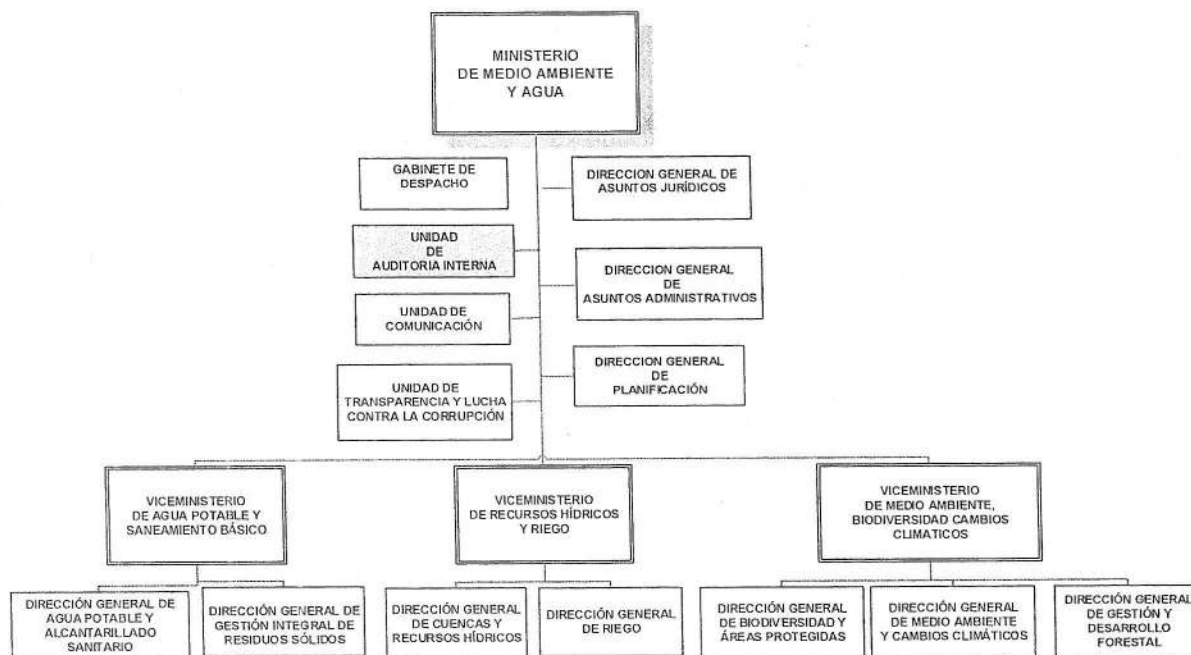 MINISTERIO
DE MEDIO AMBIENTE
Y AGUA
GABINETE DE
DESPACHO
DIRECCION GENERAL DE
ASUNTOS JURÍDICOS
UNIDAD
DE
AUDITORIA INTERNA
DIRECCION GENERAL
DE
ASUNTOS ADMINISTRATIVOS
UNIDAD DE
COMUNICACIÓN
DIRECCION GENERAL
DE
PLANIFICACIÓN
UNIDAD DE
TRANSPARENCIA Y LUCHA
CONTRA LA CORRUPCIÓN
VICEMINISTERIO
DE AGUA POTABLE Y
SANEAMIENTO BÁSICO
VICEMINISTERIO
DE RECURSOS HÍDRICOS
Y RIEGO
VICEMINISTERIO
DE MEDIO AMBIENTE,
BIODIVERSIDAD CAMBIOS
CLIMATICOS
DIRECCIÓN GENERAL DE
AGUA POTABLE Y
ALCANTARILLADO
SANITARIO
DIRECCIÓN GENERAL DE
GESTIÓN INTEGRAL DE
RESIDUOS SÓLIDOS
DIRECCIÓN GENERAL
DE CUENCAS Y
RECURSOS HÍDRICOS
DIRECCIÓN GENERAL
DE RIEGO
DIRECCIÓN GENERAL
DE BIODIVERSIDAD Y
ÁREAS PROTEGIDAS
DIRECCIÓN GENERAL
DE MEDIO AMBIENTE
Y CAMBIOS CLIMÁTICOS
DIRECCIÓN GENERAL
DE GESTIÓN Y
DESARROLLO
FORESTAL